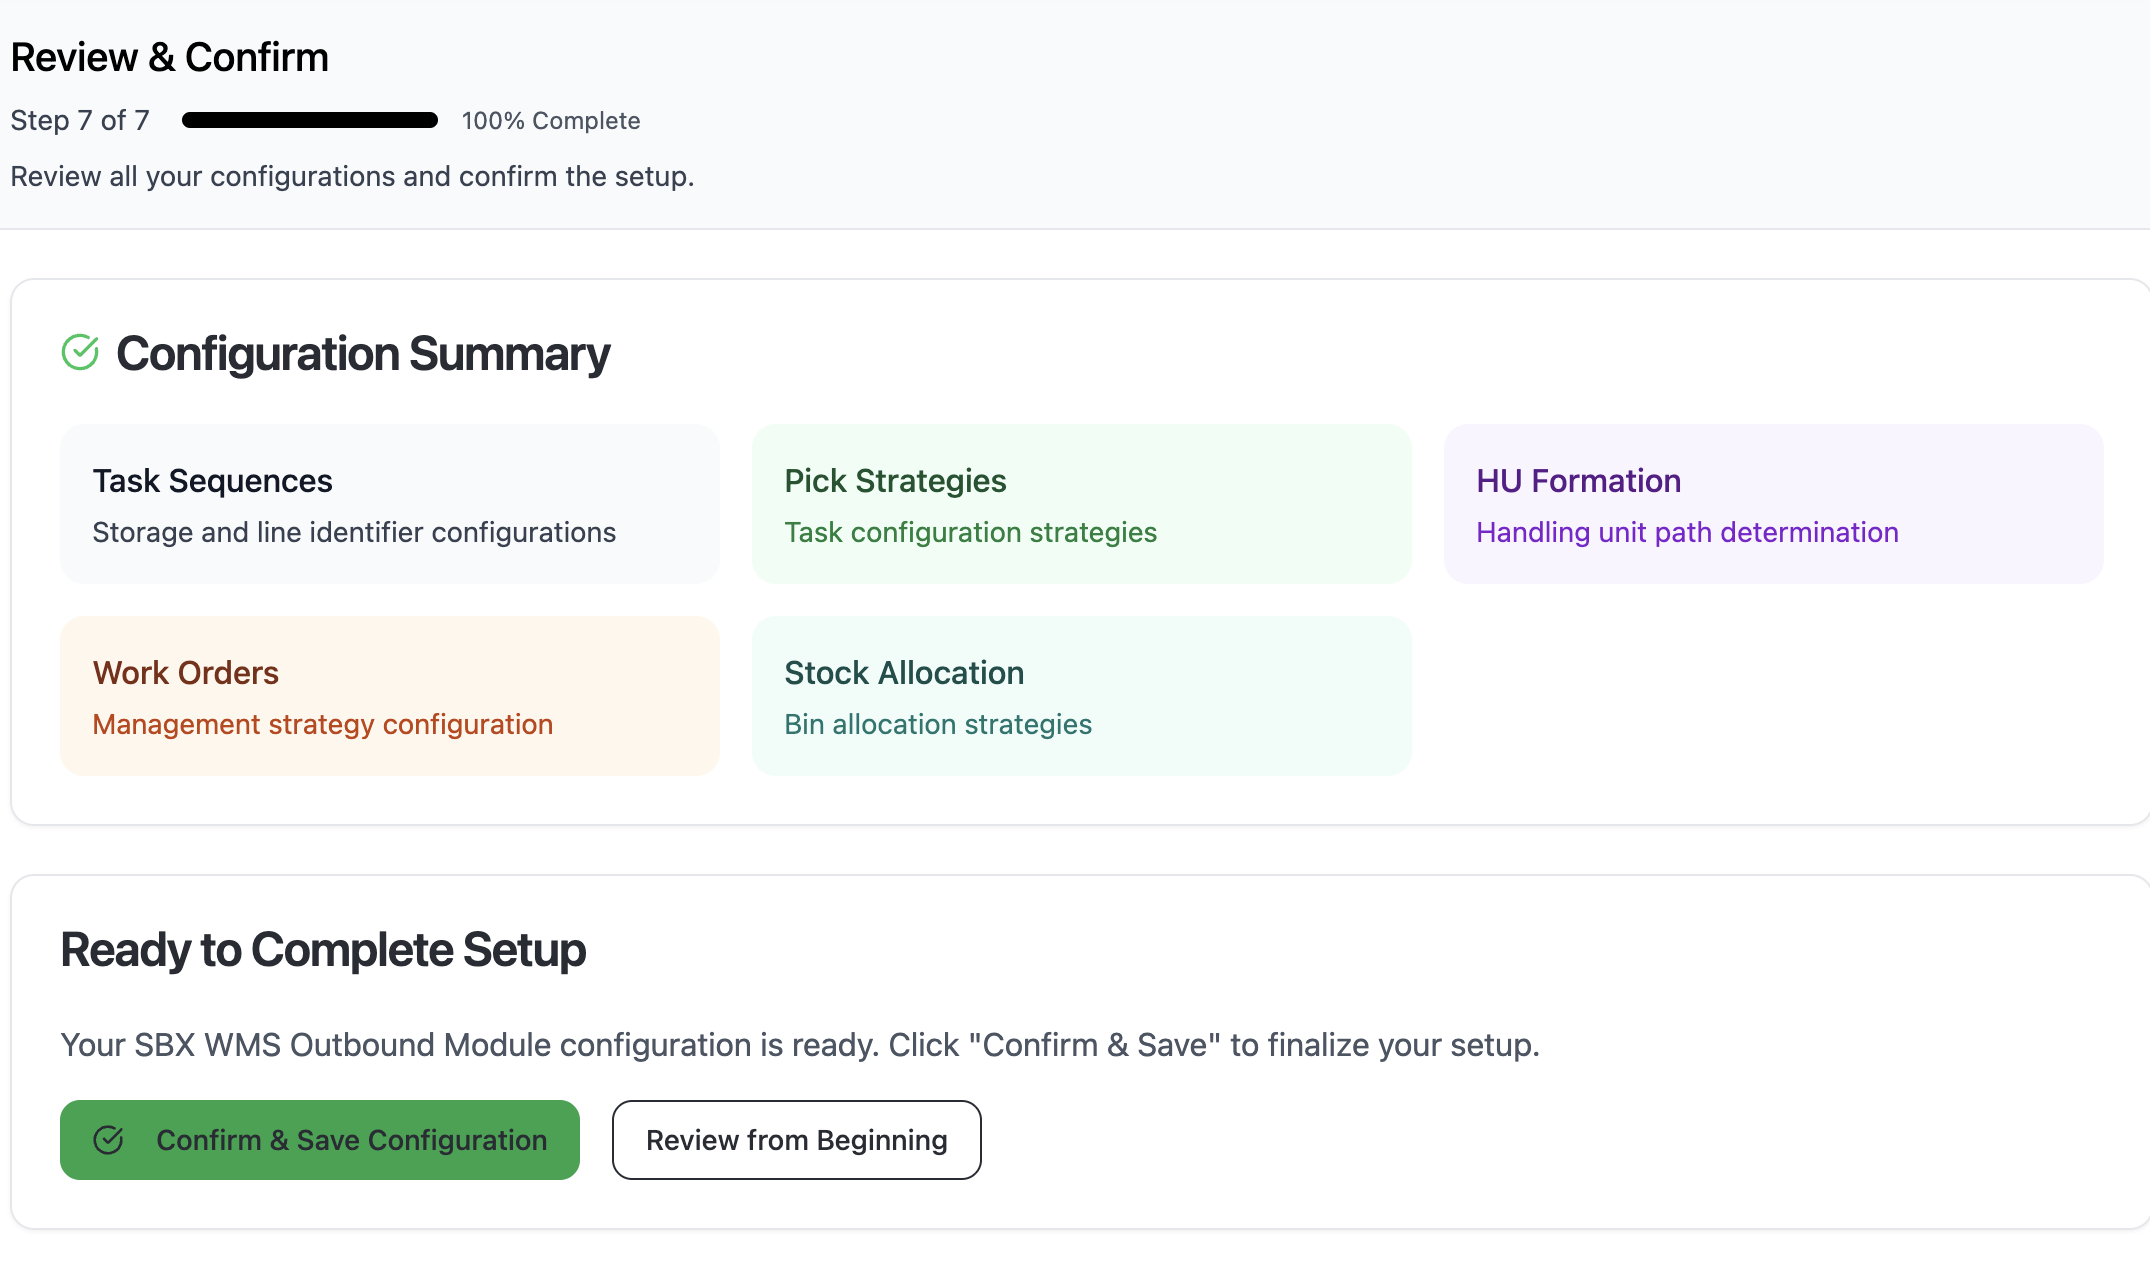 Review & Confirm
Step 7 of 7 100% Complete
Review all your configurations and confirm the setup.
Configuration Summary
Task Sequences
Storage and line identifier configurations
Pick Strategies
Task configuration strategies
HU Formation
Handling unit path determination
Work Orders
Management strategy configuration
Stock Allocation
Bin allocation strategies
Ready to Complete Setup
Your SBX WMS Outbound Module configuration is ready. Click "Confirm & Save" to finalize your setup.
Confirm & Save Configuration
Review from Beginning